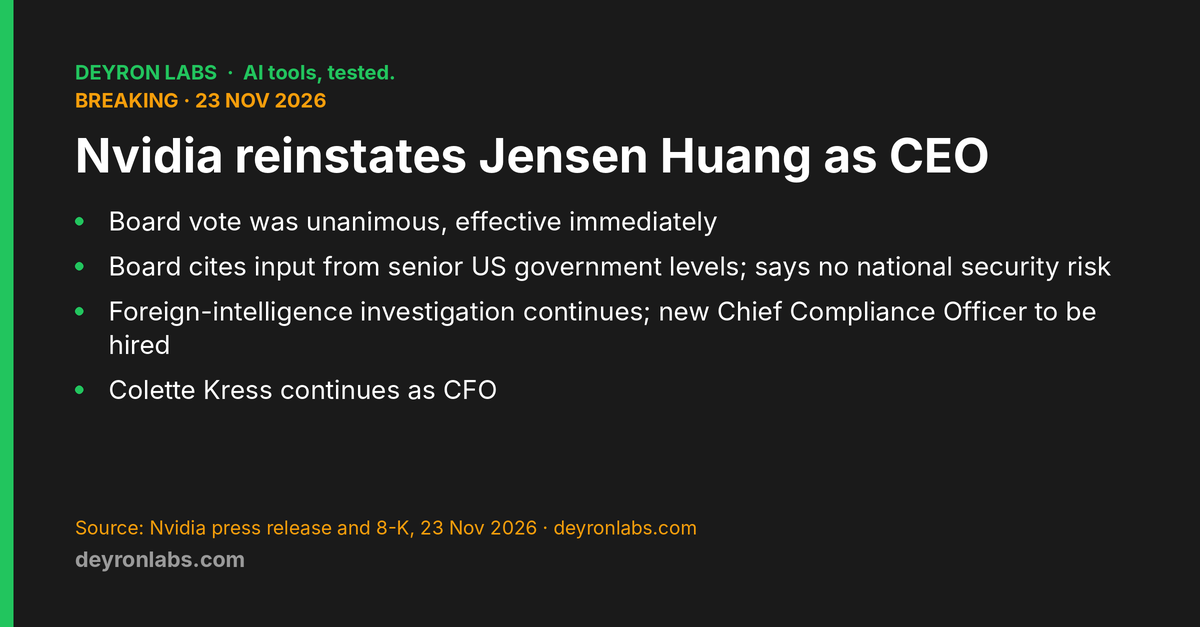 DEYRON LABS · AI tools, tested.
BREAKING · 23 NOV 2026
Nvidia reinstates Jensen Huang as CEO
• Board vote was unanimous, effective immediately
• Board cites input from senior US government levels; says no national security risk
• Foreign-intelligence investigation continues; new Chief Compliance Officer to be
hired
• Colette Kress continues as CFO
Source: Nvidia press release and 8-K, 23 Nov 2026 · deyronlabs.com
deyronlabs.com